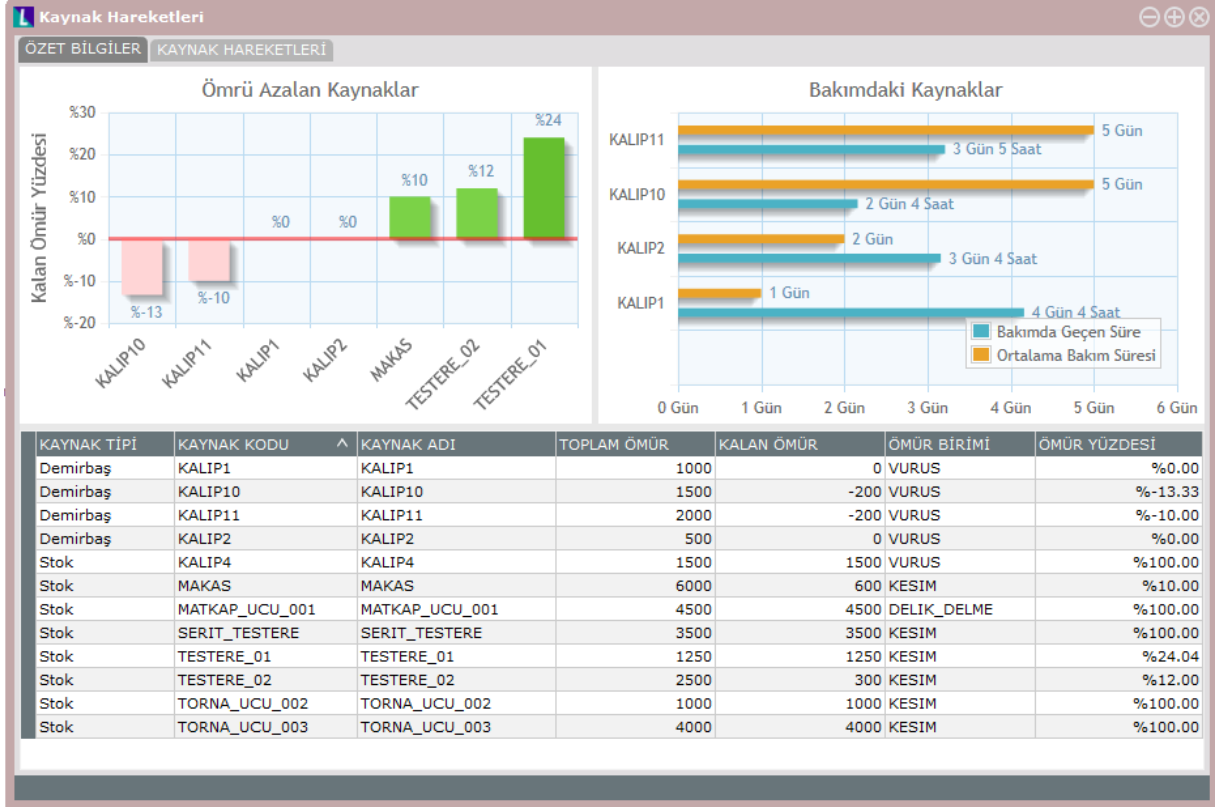 Kaynak Hareketleri
ÖZET BİLGİLER KAYNAK HAREKETLERİ
Ömrü Azalan Kaynaklar
Kalan Ömür Yüzdesi
%30
%20
%10
%0
%-10
%-20
%-13
%-10
%0
%0
%10
%12
%24
KALIP10
KALIP11
KALIP1
KALIP2
MAKAS
TESTERE_02
TESTERE_01
Bakımdaki Kaynaklar
KALIP11
5 Gün
3 Gün 5 Saat
KALIP10
5 Gün
2 Gün 4 Saat
KALIP2
2 Gün
3 Gün 4 Saat
KALIP1
1 Gün
4 Gün 4 Saat
Bakımda Geçen Süre
Ortalama Bakım Süresi
0 Gün 1 Gün 2 Gün 3 Gün 4 Gün 5 Gün 6 Gün
KAYNAK TİPİ KAYNAK KODU KAYNAK ADI TOPLAM ÖMÜR KALAN ÖMÜR ÖMÜR BİRİMİ ÖMÜR YÜZDESİ
Demirbaş KALIP1 KALIP1 1000 0 VURUS %0.00
Demirbaş KALIP10 KALIP10 1500 -200 VURUS %-13.33
Demirbaş KALIP11 KALIP11 2000 -200 VURUS %-10.00
Demirbaş KALIP2 KALIP2 500 0 VURUS %0.00
Stok KALIP4 KALIP4 1500 1500 VURUS %100.00
Stok MAKAS MAKAS 6000 600 KESIM %10.00
Stok MATKAP_UCU_001 MATKAP_UCU_001 4500 4500 DELIK_DELME %100.00
Stok SERIT_TESTERE SERIT_TESTERE 3500 3500 KESIM %100.00
Stok TESTERE_01 TESTERE_01 1250 1250 KESIM %24.04
Stok TESTERE_02 TESTERE_02 2500 300 KESIM %12.00
Stok TORNA_UCU_002 TORNA_UCU_002 1000 1000 KESIM %100.00
Stok TORNA_UCU_003 TORNA_UCU_003 4000 4000 KESIM %100.00